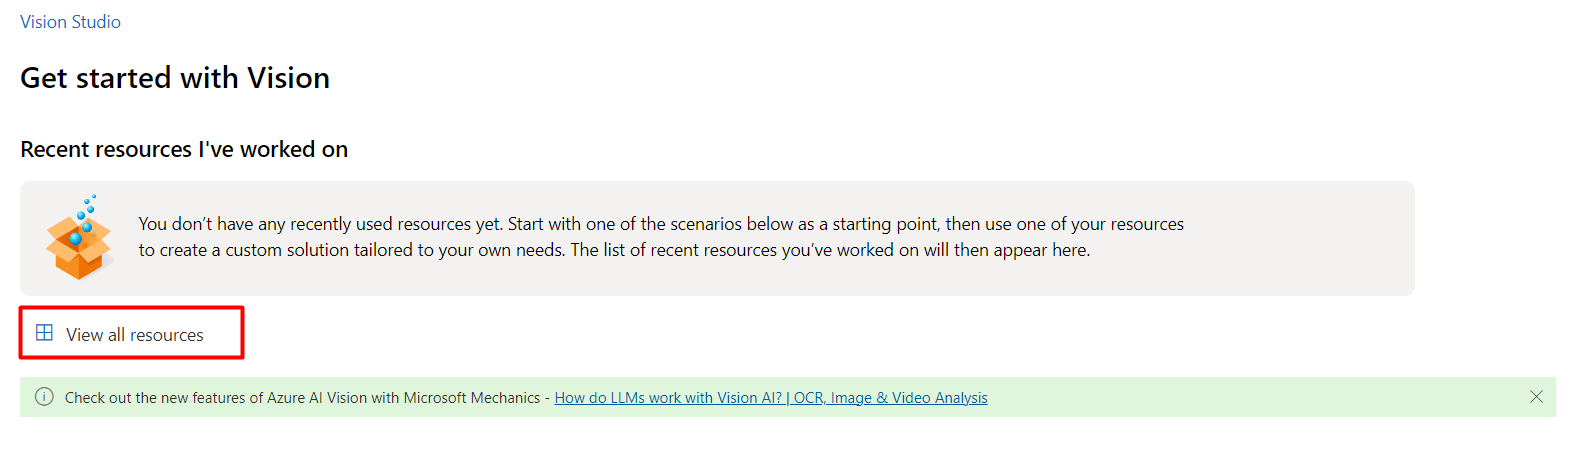 Vision Studio
Get started with Vision
Recent resources I've worked on
You don’t have any recently used resources yet. Start with one of the scenarios below as a starting point, then use one of your resources
to create a custom solution tailored to your own needs. The list of recent resources you’ve worked on will then appear here.
View all resources
Check out the new features of Azure AI Vision with Microsoft Mechanics - How do LLMs work with Vision AI? | OCR, Image & Video Analysis